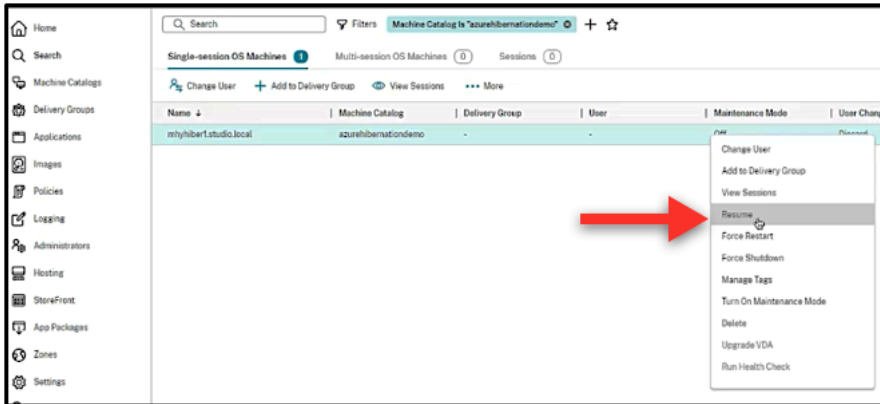 Home
Search
Machine Catalogs
Delivery Groups
Applications
Images
Policies
Logging
Administrators
Hosting
StoreFront
App Packages
Zones
Settings
Search Filters Machine Catalog Is "azurehibernationdemo"
Single-session OS Machines 1 Multi-session OS Machines 0 Sessions 0
Change User Add to Delivery Group View Sessions More
Name Machine Catalog Delivery Group User Maintenance Mode User Chang
mhyhiber1.studio.local azurehibernationdemo - - Off Discard
Change User
Add to Delivery Group
View Sessions
Resume
Force Restart
Force Shutdown
Manage Tags
Turn On Maintenance Mode
Delete
Upgrade VDA
Run Health Check